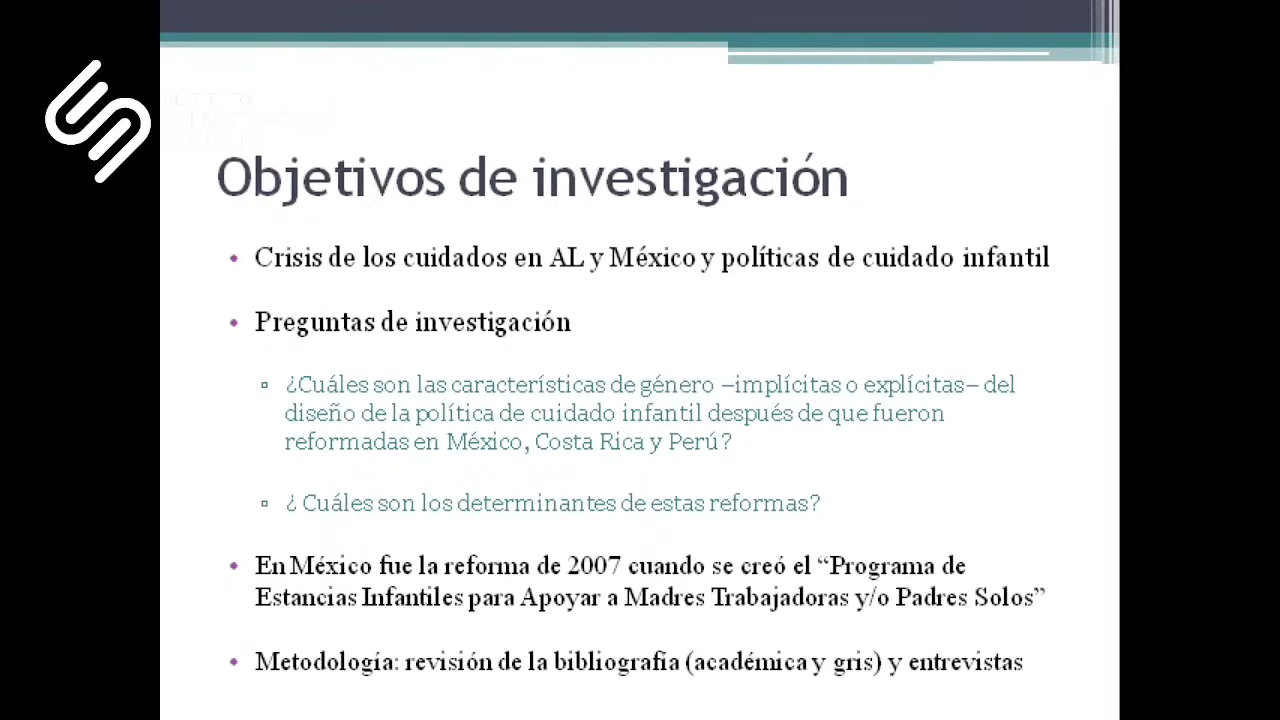 Objetivos de investigación
• Crisis de los cuidados en AL y México y políticas de cuidado infantil
• Preguntas de investigación
▫ ¿Cuáles son las características de género –implícitas o explícitas– del
diseño de la política de cuidado infantil después de que fueron
reformadas en México, Costa Rica y Perú?
▫ ¿ Cuáles son los determinantes de estas reformas?
• En México fue la reforma de 2007 cuando se creó el “Programa de
Estancias Infantiles para Apoyar a Madres Trabajadoras y/o Padres Solos”
• Metodología: revisión de la bibliografía (académica y gris) y entrevistas